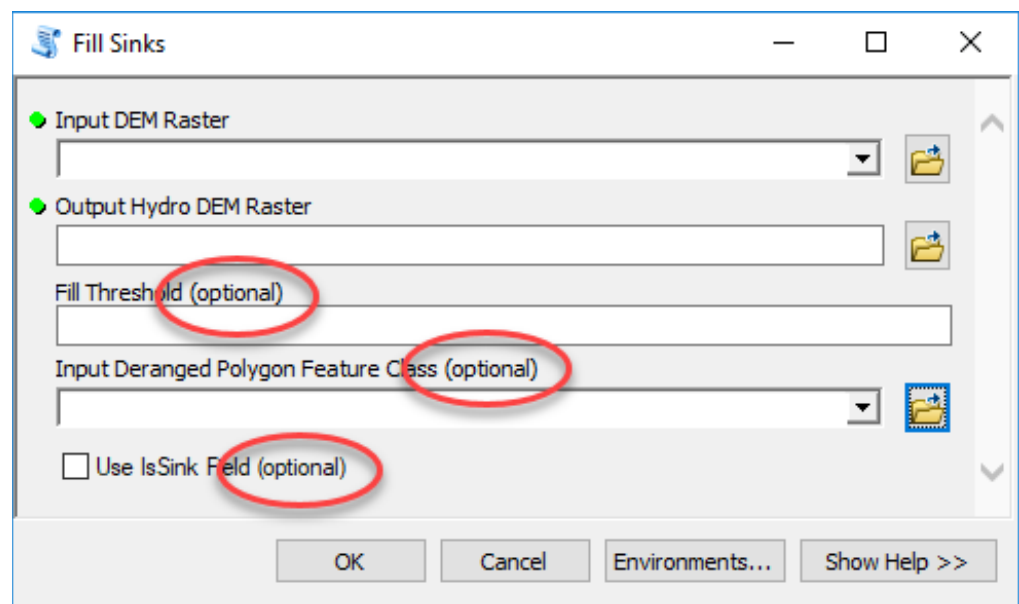 Fill Sinks
Input DEM Raster
Output Hydro DEM Raster
Fill Threshold (optional)
Input Deranged Polygon Feature Class (optional)
Use IsSink Field (optional)
OK Cancel Environments... Show Help >>